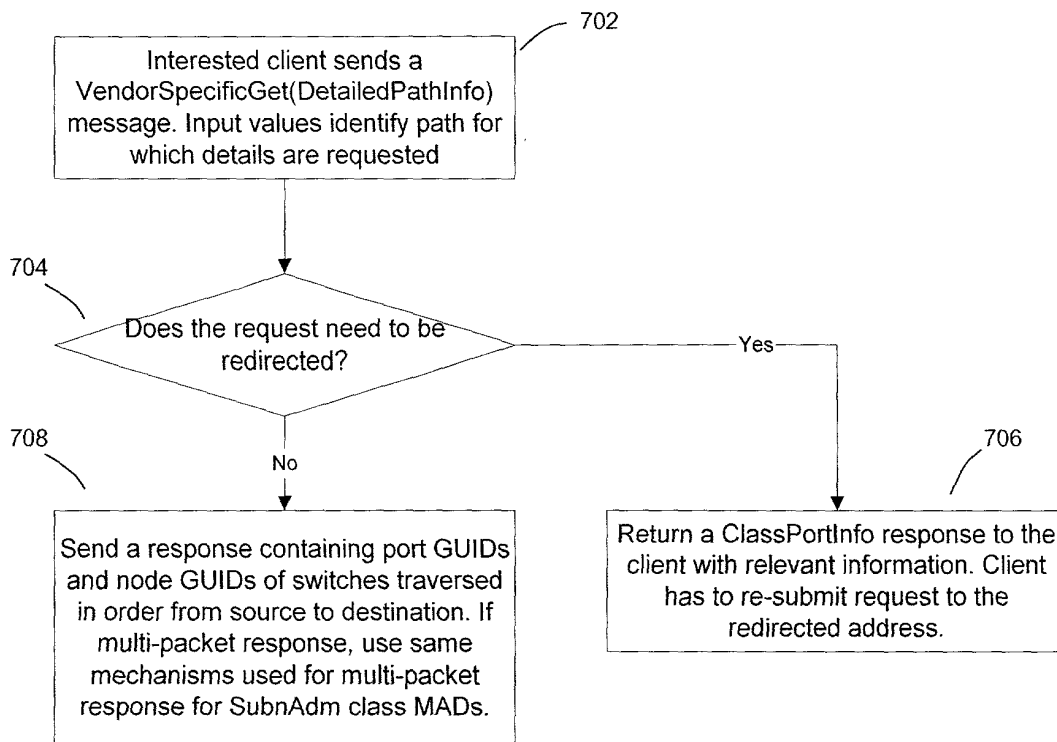 702
Interested client sends a
VendorSpecificGet(DetailedPathInfo)
message. Input values identify path for
which details are requested
704
Does the request need to be
redirected?
Yes
No
708
706
Send a response containing port GUIDs
and node GUIDs of switches traversed
in order from source to destination. If
multi-packet response, use same
mechanisms used for multi-packet
response for SubnAdm class MADs.
Return a ClassPortInfo response to the
client with relevant information. Client
has to re-submit request to the
redirected address.